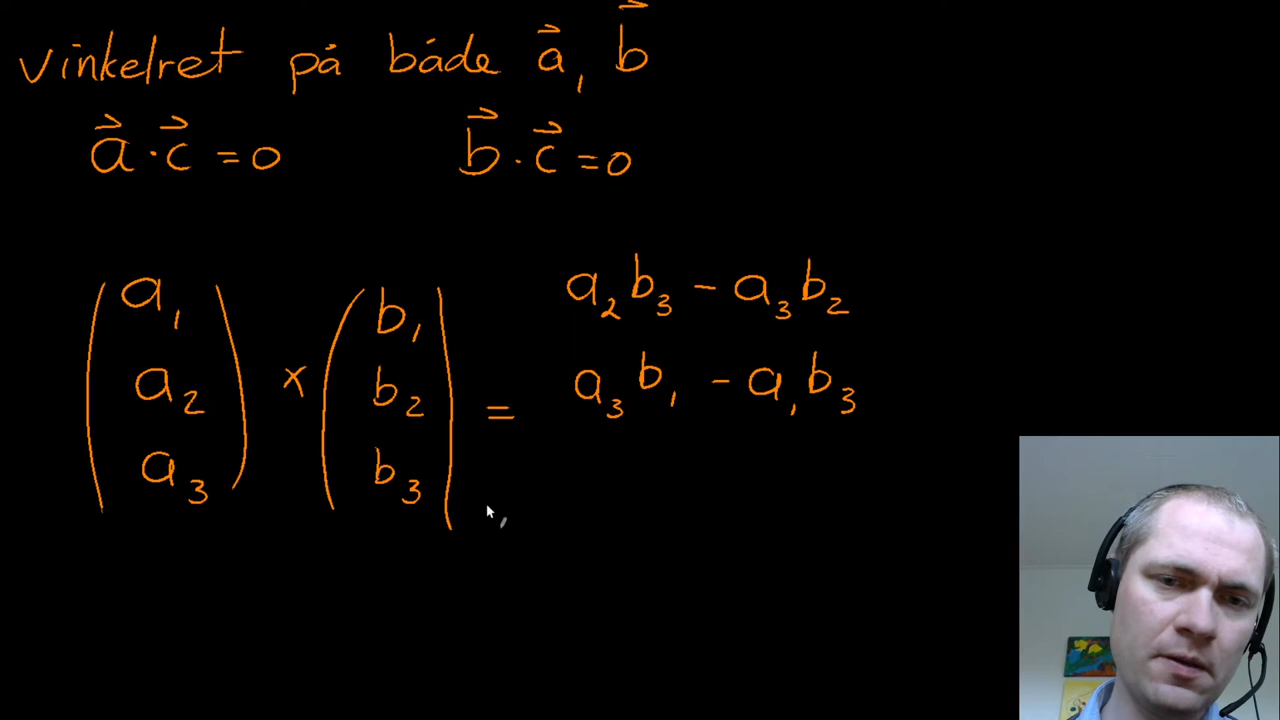 vinkelret på både a⃗, b⃗
a⃗ · c⃗ = 0 b⃗ · c⃗ = 0
a₁ b₁ a₂b₃ - a₃b₂
a₂ × b₂ = a₃b₁ - a₁b₃
a₃ b₃